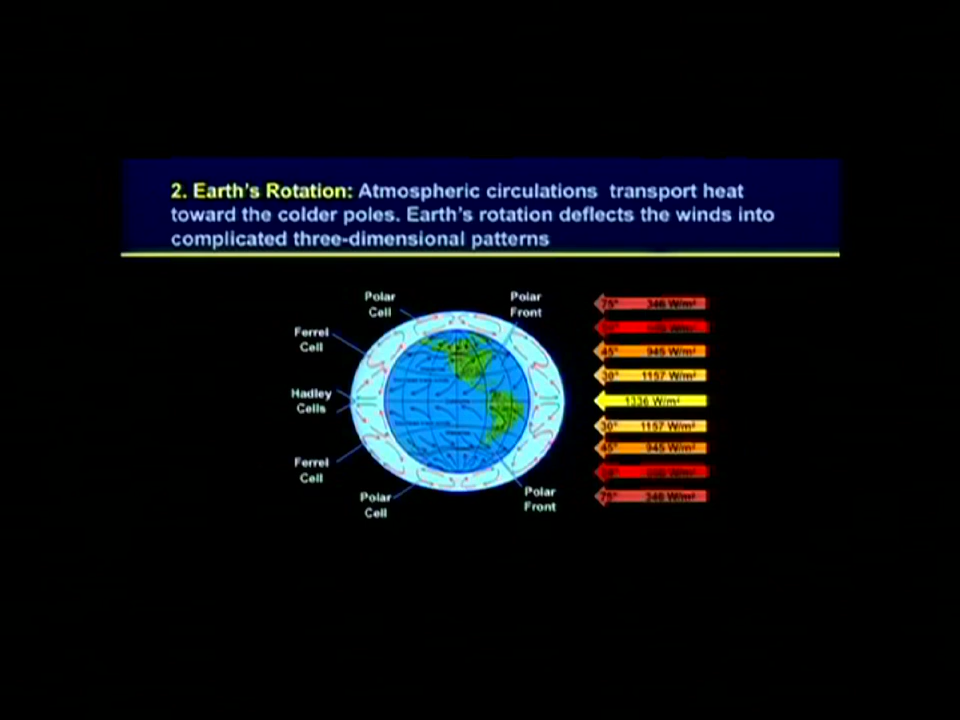 2. Earth's Rotation: Atmospheric circulations transport heat
toward the colder poles. Earth's rotation deflects the winds into
complicated three-dimensional patterns
Polar
Cell
Polar
Front
Ferrel
Cell
Hadley
Cells
Ferrel
Cell
Polar
Cell
Polar
Front
75° 346 W/m²
45° 945 W/m²
30° 1157 W/m²
1336 W/m²
30° 1157 W/m²
45° 945 W/m²
75° 346 W/m²